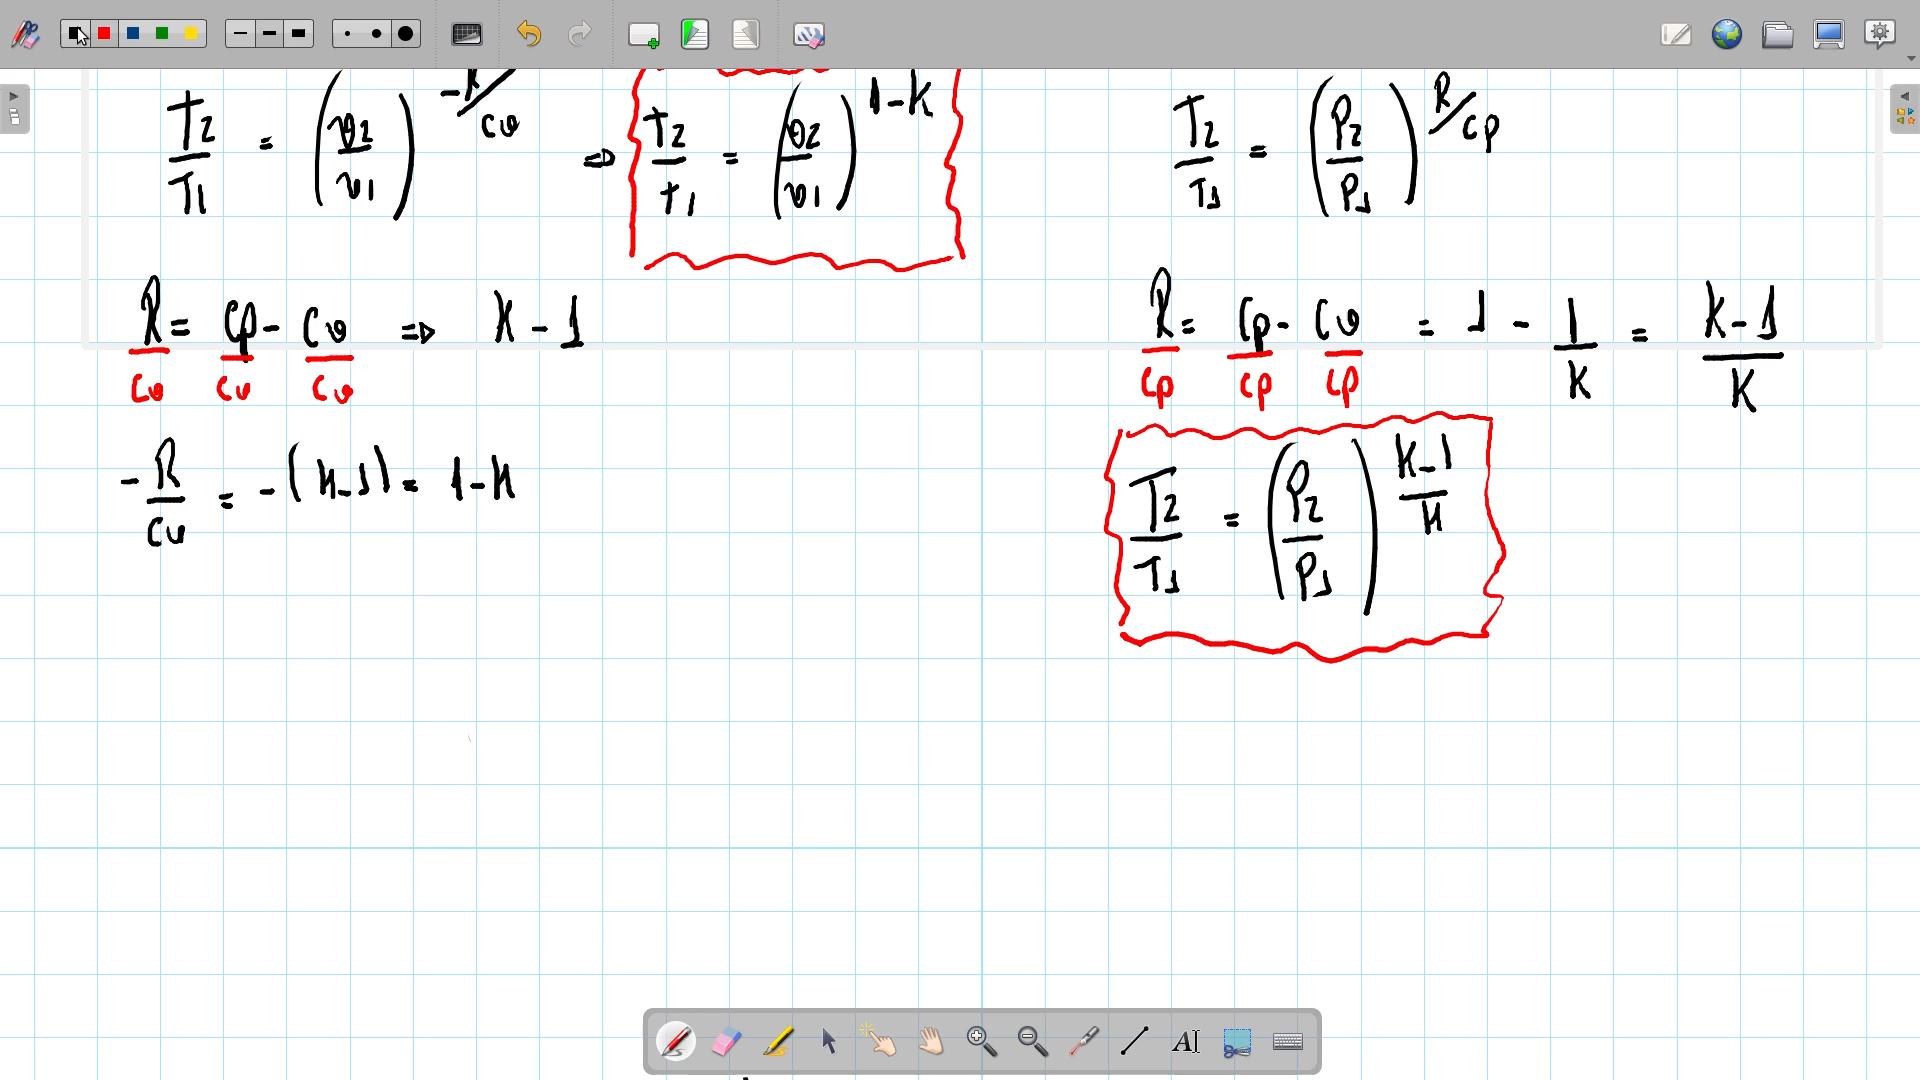 T2/T1 = (v2/v1)^(-R/cv) ⇒ T2/T1 = (v2/v1)^(1-K)
R/cv = cp/cv - cv/cv ⇒ K - 1
-R/cv = -(K-1) = 1-K
T2/T1 = (P2/P1)^(R/cp)
R/cp = cp/cp - cv/cp = 1 - 1/K = K-1/K
T2/T1 = (P2/P1)^(K-1/K)